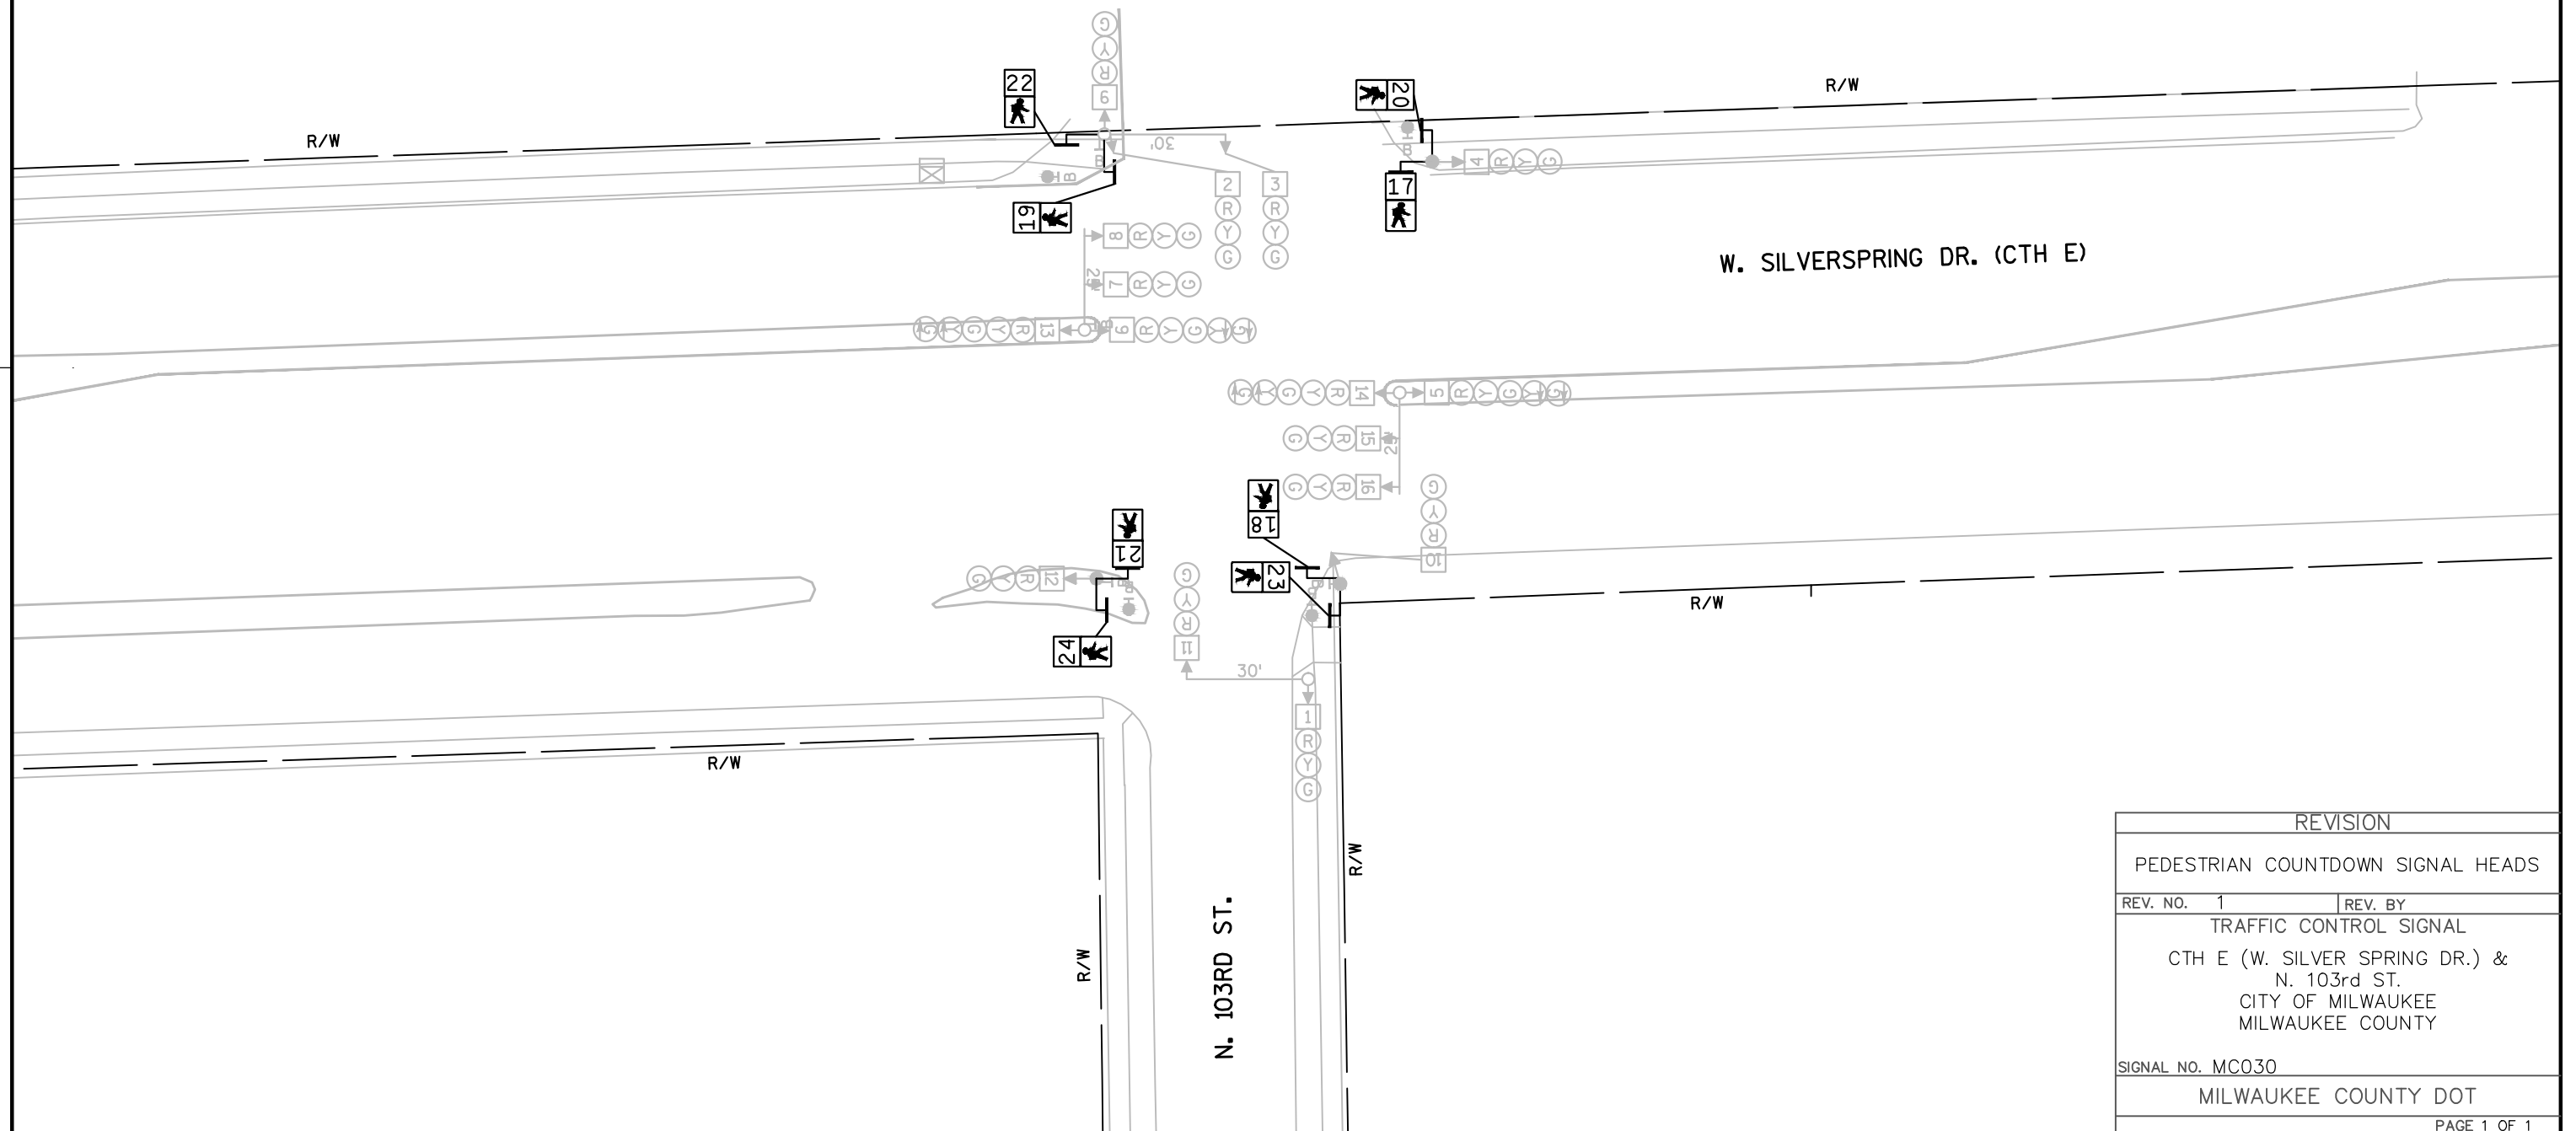 G Y R 9
22
20
R/W
R/W
30'
B
B
B
4 R Y G
17
19
2 R Y G
3 R Y G
8 R Y G
25'
7 R Y G
W. SILVERSPRING DR. (CTH E)
G Y G Y R 13
B
6 R Y G Y G
G Y G Y R 14
5 R Y G Y G
G Y R 15
25'
G Y R 16
G Y R 10
18
21
G Y R 12
B
B
G Y R 11
23
B
B
24
R/W
30'
1 R Y G
R/W
R/W
R/W
N. 103RD ST.
REVISION
PEDESTRIAN COUNTDOWN SIGNAL HEADS
REV. NO. 1 REV. BY
TRAFFIC CONTROL SIGNAL
CTH E (W. SILVER SPRING DR.) &
N. 103rd ST.
CITY OF MILWAUKEE
MILWAUKEE COUNTY
SIGNAL NO. MC030
MILWAUKEE COUNTY DOT
PAGE 1 OF 1